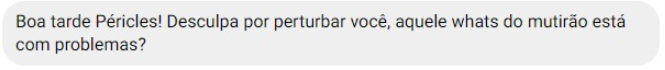 Boa tarde Péricles! Desculpa por perturbar você, aquele whats do mutirão está
com problemas?